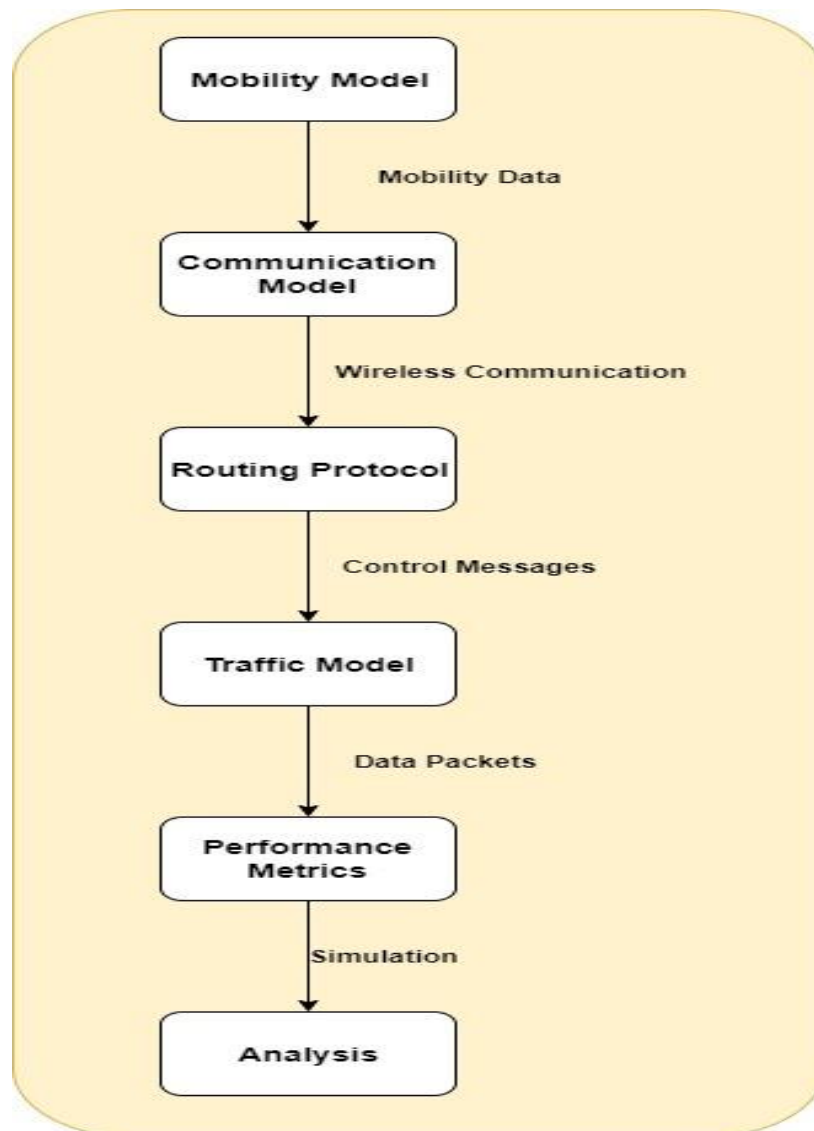 Mobility Model
Mobility Data
Communication
Model
Wireless Communication
Routing Protocol
Control Messages
Traffic Model
Data Packets
Performance
Metrics
Simulation
Analysis